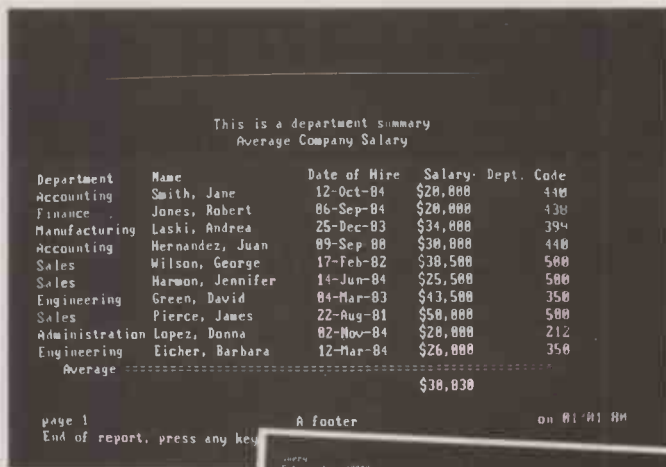 This is a department summary
Average Company Salary
Department Name Date of Hire Salary Dept. Code
Accounting Smith, Jane 12-Oct-84 $20,000 440
Finance Jones, Robert 06-Sep-84 $20,000 430
Manufacturing Laski, Andrea 25-Dec-83 $34,000 394
Accounting Hernandez, Juan 09-Sep 80 $30,000 440
Sales Wilson, George 17-Feb-82 $38,500 500
Sales Harmon, Jennifer 14-Jun-84 $25,500 500
Engineering Green, David 04-Mar-83 $43,500 350
Sales Pierce, James 22-Aug-81 $50,000 500
Administration Lopez, Donna 02-Nov-84 $20,000 212
Engineering Eicher, Barbara 12-Mar-84 $26,000 350
Average
$30,830
page 1 A footer on 01/01 80
End of report, press any key